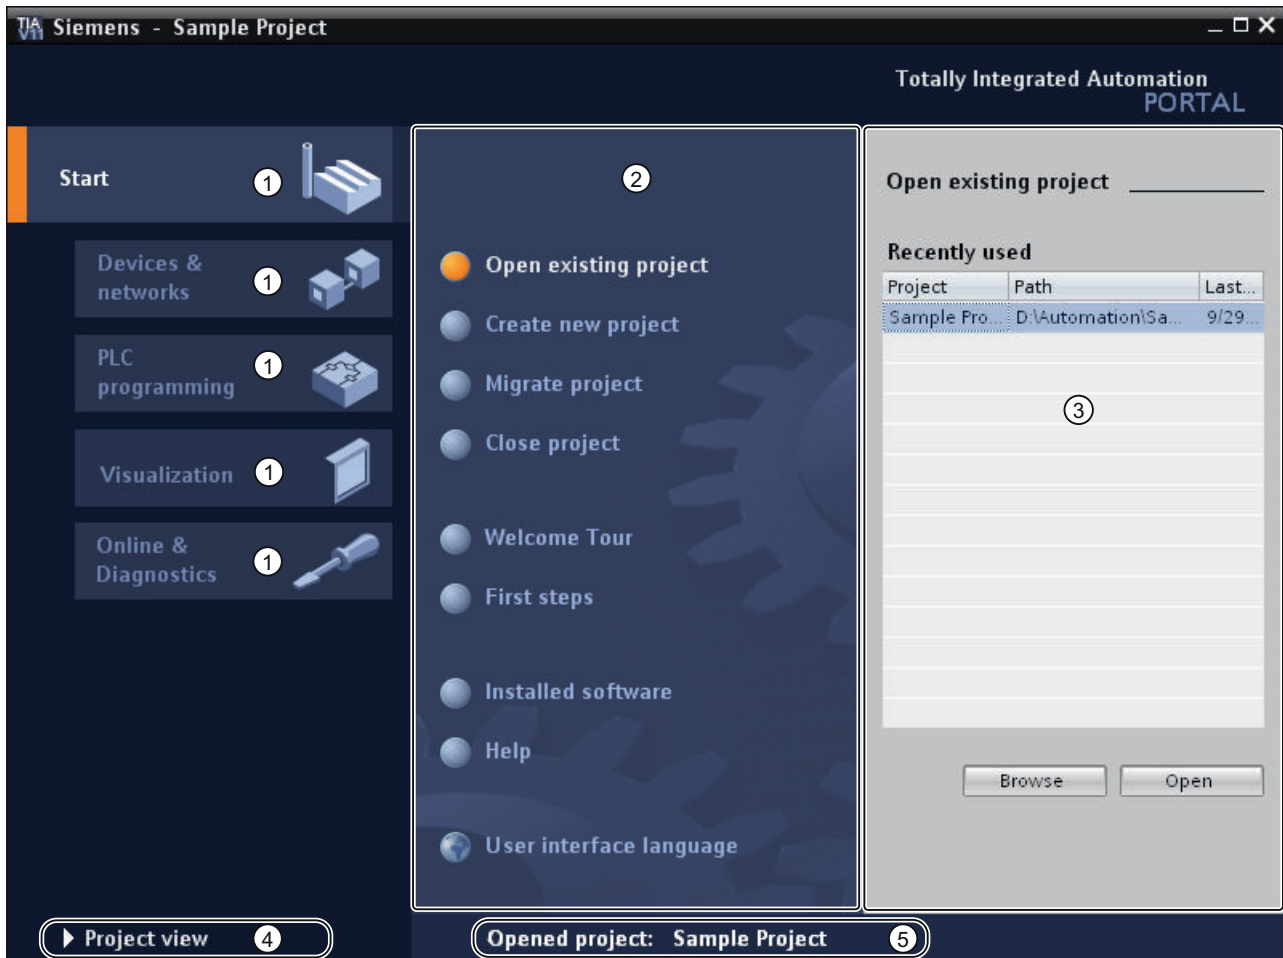 TIA V11 Siemens - Sample Project
Totally Integrated Automation
PORTAL
Start 1
Devices &
networks 1
PLC
programming 1
Visualization 1
Online &
Diagnostics 1
2
Open existing project
Create new project
Migrate project
Close project
Welcome Tour
First steps
Installed software
Help
User interface language
Open existing project
Recently used
Project Path Last...
Sample Pro... D:\Automation\Sa... 9/29...
3
Browse Open
Project view 4
Opened project: Sample Project 5